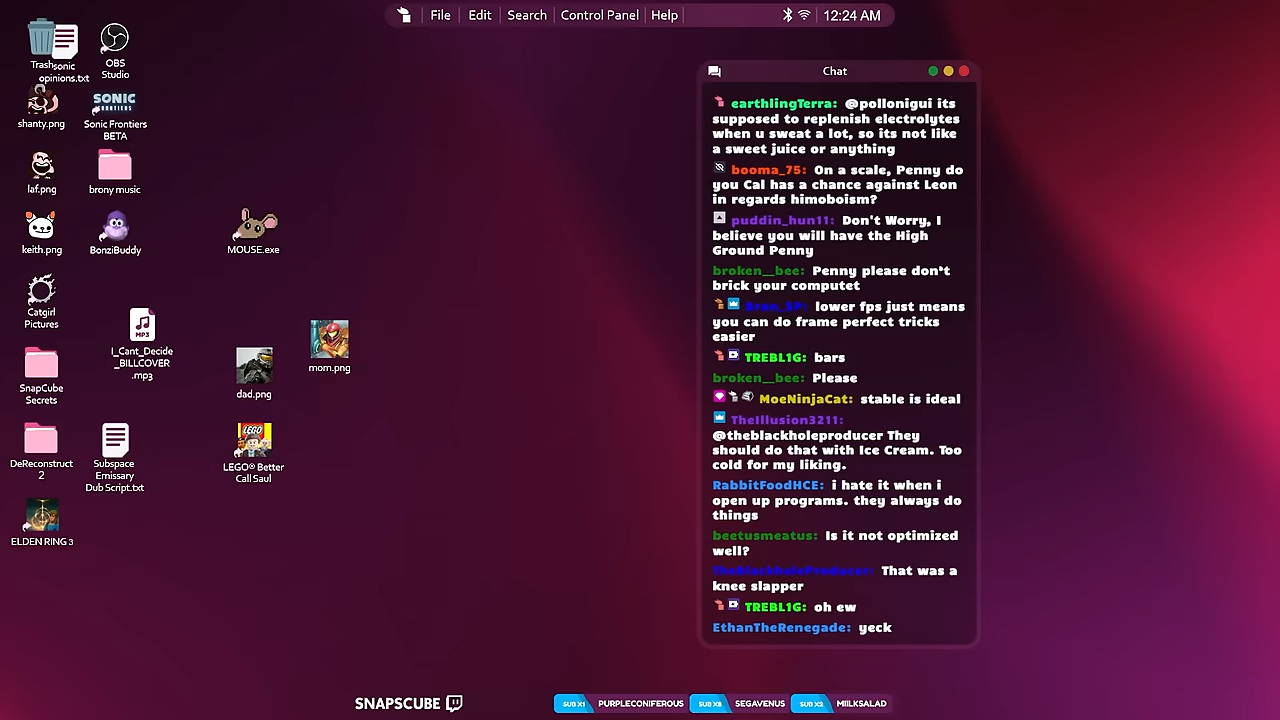 File Edit Search Control Panel Help 12:24 AM
Trash
sonic
opinions.txt
OBS
Studio
shanty.png
SONIC
FRONTIERS
Sonic Frontiers
BETA
laf.png
brony music
keith.png
BonziBuddy
MOUSE.exe
Catgirl
Pictures
MP3
I_Cant_Decide
_BILLCOVER
.mp3
mom.png
SnapCube
Secrets
dad.png
DeReconstruct
2
Subspace
Emissary
Dub Script.txt
LEGO
LEGO® Better
Call Saul
ELDEN RING 3
Chat
earthlingTerra: @pollonigui its
supposed to replenish electrolytes
when u sweat a lot, so its not like
a sweet juice or anything
booma_75: On a scale, Penny do
you Cal has a chance against Leon
in regards himoboism?
puddin_hun11: Don't Worry, I
believe you will have the High
Ground Penny
broken__bee: Penny please don't
brick your computet
lower fps just means
you can do frame perfect tricks
easier
TREBL1G: bars
broken__bee: Please
MoeNinjaCat: stable is ideal
TheIllusion3211:
@theblackholeproducer They
should do that with Ice Cream. Too
cold for my liking.
RabbitFoodHCE: i hate it when i
open up programs. they always do
things
beetusmeatus: Is it not optimized
well?
TheBlackholeProducer: That was a
knee slapper
TREBL1G: oh ew
EthanTheRenegade: yeck
SNAPSCUBE
SUB X1 PURPLECONIFEROUS SUB X8 SEGAVENUS SUB X2 MIILKSALAD